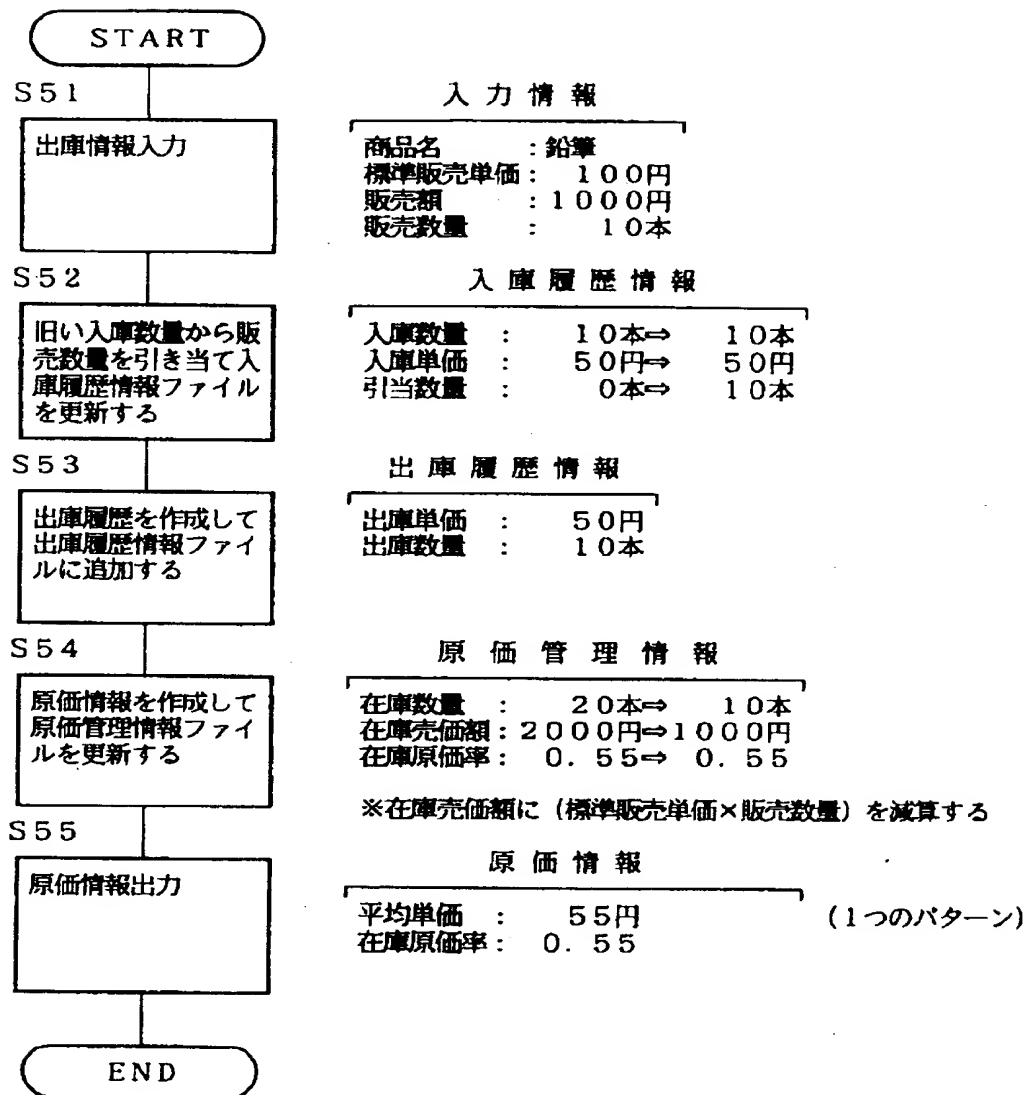 START
S51
出庫情報入力
入力情報
商品名 :鉛筆
標準販売単価: 100円
販売額 :1000円
販売数量 : 10本
S52
旧い入庫数量から販
売数量を引き当て入
庫履歴情報ファイル
を更新する
入庫履歴情報
入庫数量 : 10本⇒ 10本
入庫単価 : 50円⇒ 50円
引当数量 : 0本⇒ 10本
S53
出庫履歴を作成して
出庫履歴情報ファイ
ルに追加する
出庫履歴情報
出庫単価 : 50円
出庫数量 : 10本
S54
原価情報を作成して
原価管理情報ファイ
ルを更新する
原価管理情報
在庫数量 : 20本⇒ 10本
在庫売価額:2000円⇒1000円
在庫原価率: 0.55⇒ 0.55
※在庫売価額に(標準販売単価×販売数量)を減算する
S55
原価情報出力
原価情報
平均単価 : 55円
在庫原価率: 0.55
(1つのパターン)
END